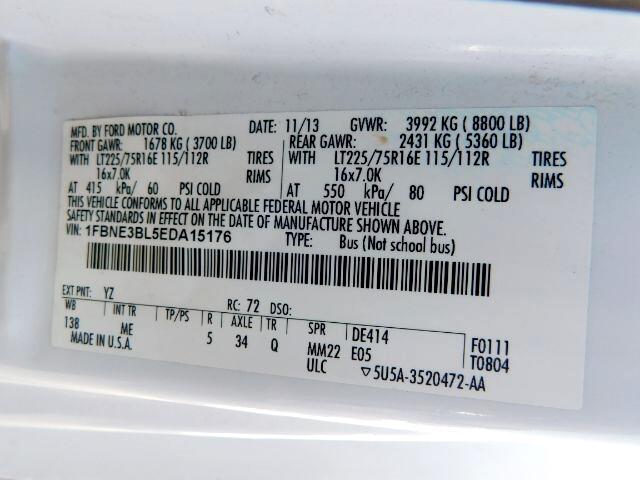 MFD. BY FORD MOTOR CO. DATE: 11/13 GVWR: 3992 KG ( 8800 LB)
FRONT GAWR: 1678 KG ( 3700 LB) REAR GAWR: 2431 KG ( 5360 LB)
WITH LT225/75R16E 115/112R TIRES WITH LT225/75R16E 115/112R TIRES
16x7.0K RIMS 16x7.0K RIMS
AT 415 kPa/ 60 PSI COLD AT 550 kPa/ 80 PSI COLD
THIS VEHICLE CONFORMS TO ALL APPLICABLE FEDERAL MOTOR VEHICLE
SAFETY STANDARDS IN EFFECT ON THE DATE OF MANUFACTURE SHOWN ABOVE.
VIN: 1FBNE3BL5EDA15176 TYPE: Bus (Not school bus)
EXT PNT: YZ RC: 72 DSO:
WB INT TR TP/PS R AXLE TR SPR DE414 F0111
138 ME 5 34 Q MM22 E05 T0804
MADE IN U.S.A. ULC ▽5U5A-3520472-AA